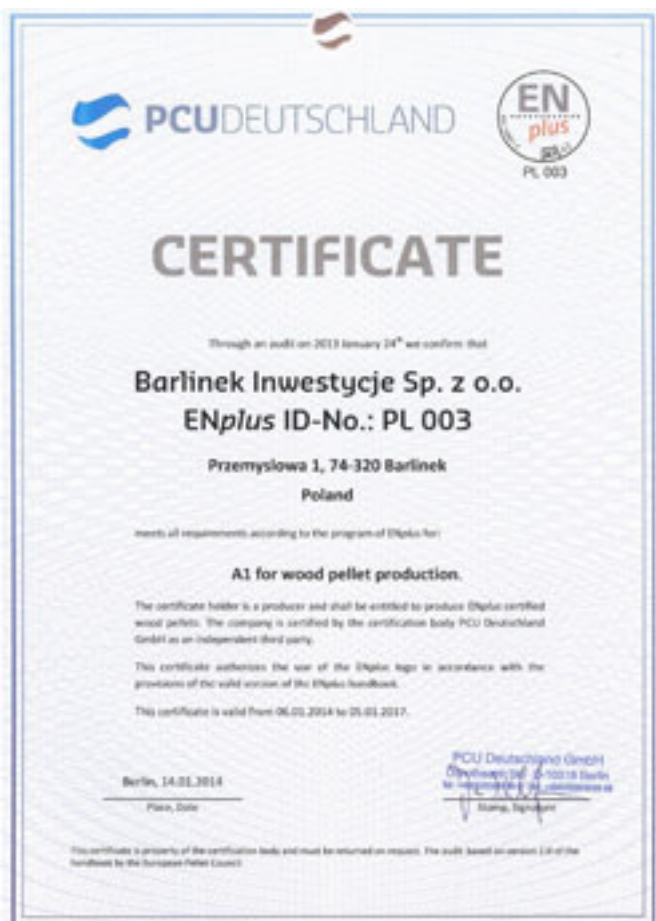 PCUDEUTSCHLAND
EN
plus
PL 003
CERTIFICATE
Through an audit on 2013 January 24th we confirm that
Barlinek Inwestycje Sp. z o.o.
ENplus ID-No.: PL 003
Przemyslowa 1, 74-320 Barlinek
Poland
meets all requirements according to the program of ENplus for:
A1 for wood pellet production.
The certificate holder is a producer and shall be entitled to produce ENplus certified
wood pellets. The company is certified by the certification body PCU Deutschland
GmbH as an independent third party.
This certificate authorizes the use of the ENplus logo in accordance with the
provisions of the valid version of the ENplus handbook.
This certificate is valid from 06.01.2014 to 05.01.2017.
PCU Deutschland GmbH
D-10318 Berlin
Berlin, 14.01.2014
Place, Date
Stamp, Signature
This certificate is property of the certification body and must be returned on request. The audit based on version 2.0 of the
handbook by the European Pellet Council.